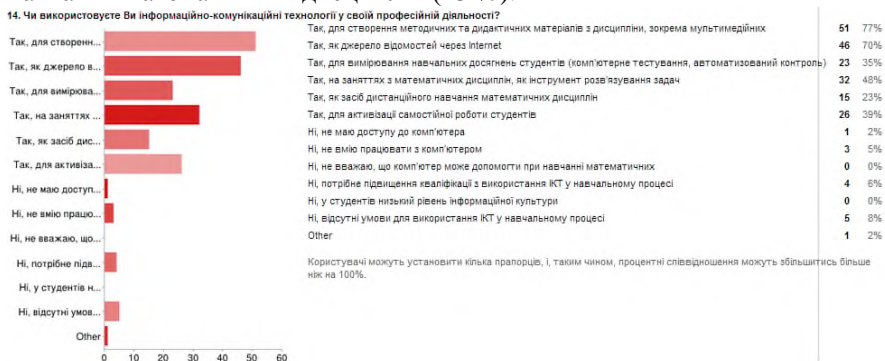 14. Чи використовуєте Ви інформаційно-комунікаційні технології у своїй професійній діяльності?
Так, для створенн...
Так, як джерело в...
Так, для вимірюва...
Так, на заняттях ...
Так, як засіб дис...
Так, для активіза...
Ні, не маю доступ...
Ні, не вмію працю...
Ні, не вважаю, що...
Ні, потрібне підв...
Ні, у студентів н...
Ні, відсутні умов...
Other
0 10 20 30 40 50 60
Так, для створення методичних та дидактичних матеріалів з дисципліни, зокрема мультимедійних 51 77%
Так, як джерело відомостей через Internet 46 70%
Так, для вимірювання навчальних досягнень студентів (комп'ютерне тестування, автоматизований контроль) 23 35%
Так, на заняттях з математичних дисциплін, як інструмент розв'язування задач 32 48%
Так, як засіб дистанційного навчання математичних дисциплін 15 23%
Так, для активізації самостійної роботи студентів 26 39%
Ні, не маю доступу до комп'ютера 1 2%
Ні, не вмію працювати з комп'ютером 3 5%
Ні, не вважаю, що комп'ютер може допомогти при навчанні математичних 0 0%
Ні, потрібне підвищення кваліфікації з використання ІКТ у навчальному процесі 4 6%
Ні, у студентів низький рівень інформаційної культури 0 0%
Ні, відсутні умови для використання ІКТ у навчальному процесі 5 8%
Other 1 2%
Користувачі можуть установити кілька прапорців, і, таким чином, процентні співвідношення можуть збільшитись більше
ніж на 100%.